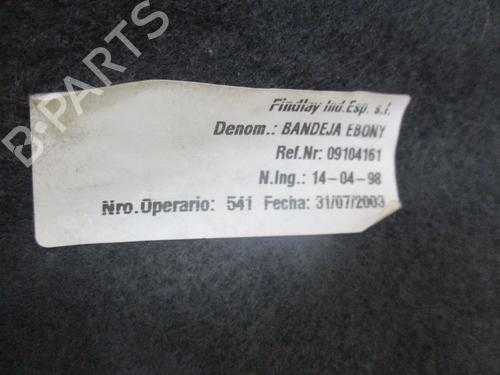 B-PARTS
Findlay Ind.Esp. s.l.
Denom.: BANDEJA EBONY
Ref.Nr: 09104161
N.Ing.: 14-04-98
Nro.Operario: 541 Fecha: 31/07/2003